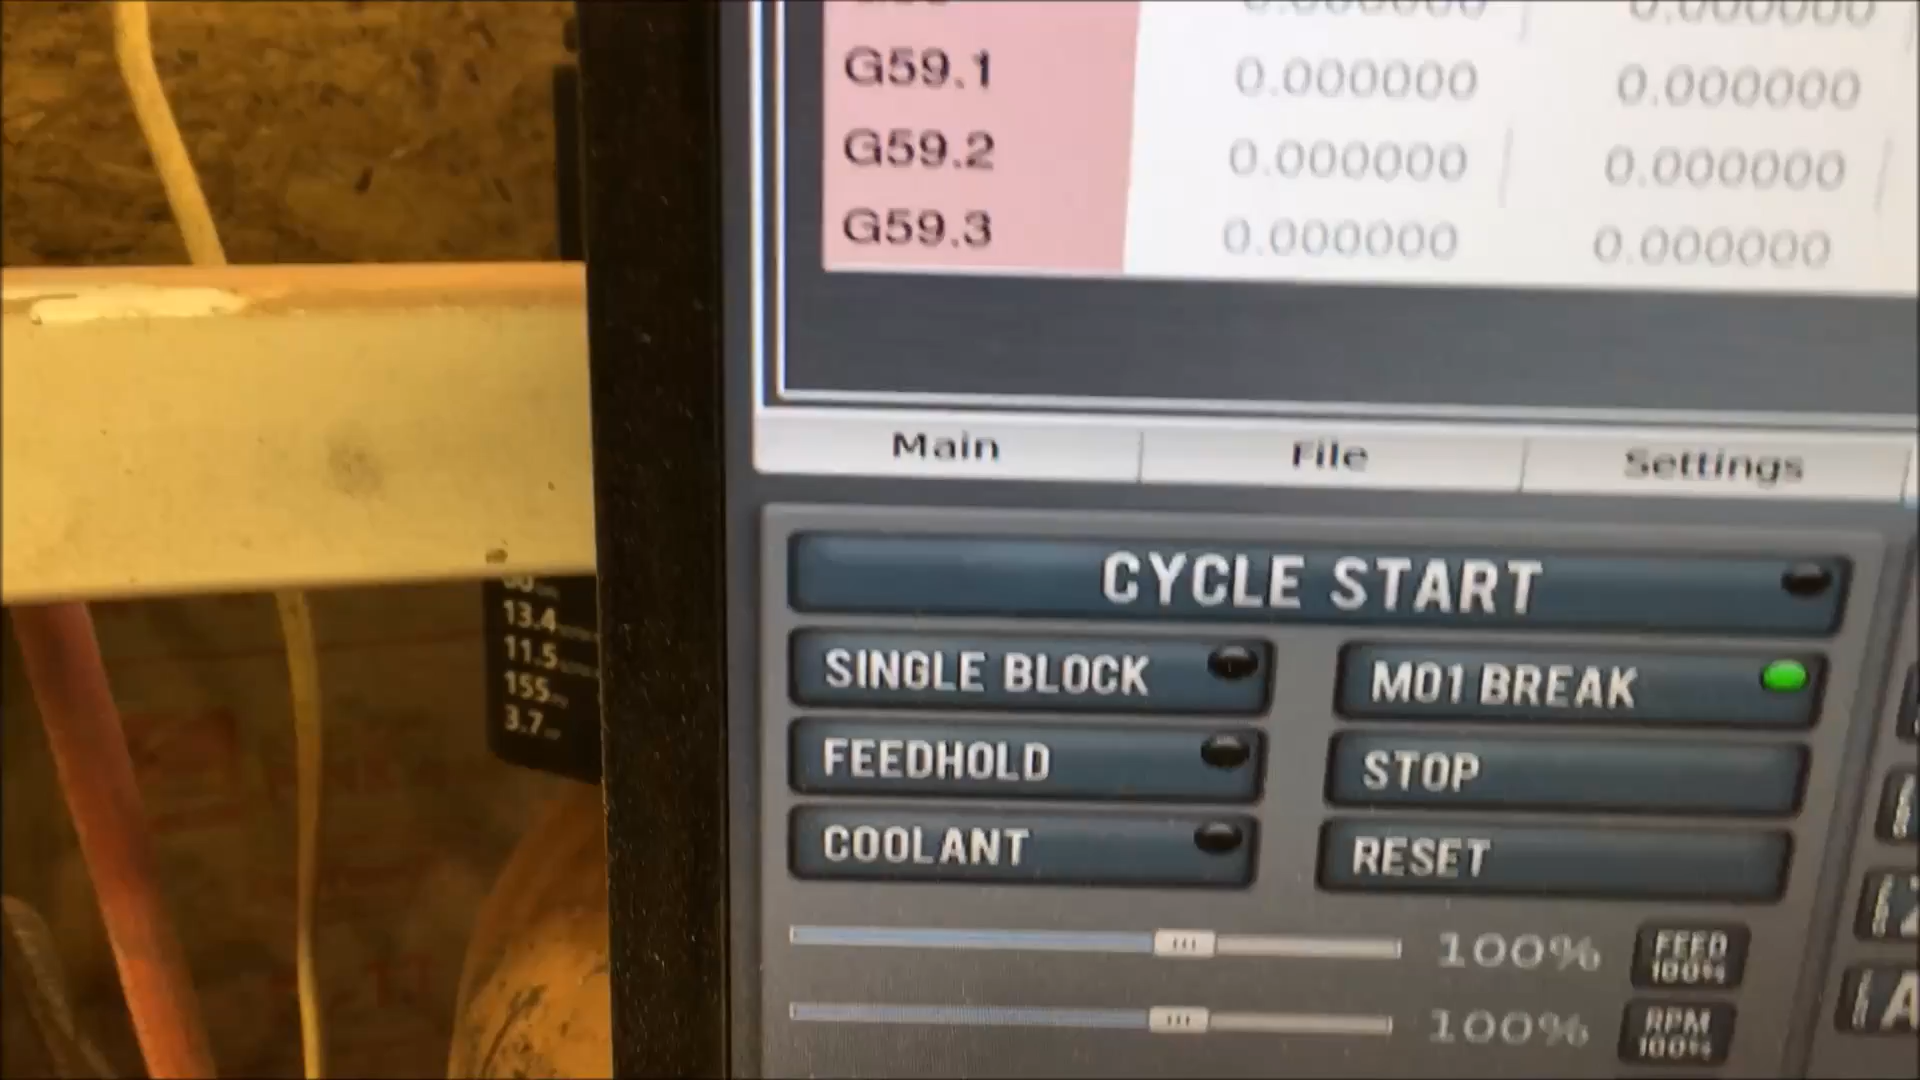 G59.1 0.000000 0.000000
G59.2 0.000000 0.000000
G59.3 0.000000 0.000000
Main File Settings
CYCLE START
SINGLE BLOCK M01 BREAK
FEEDHOLD STOP
COOLANT RESET
100% FEED 100%
100% RPM 100%
13.4
11.5
155
3.7